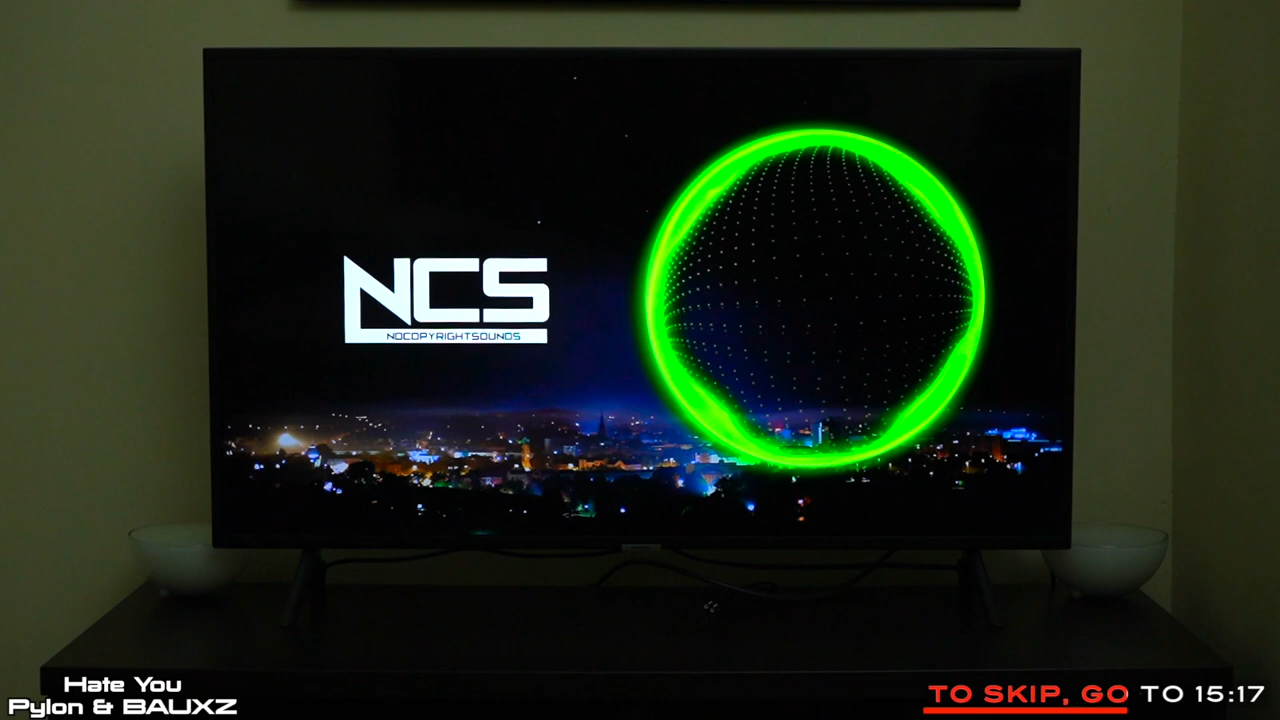 NCS
NOCOPYRIGHTSOUNDS
Hate You
Pylon & BAUXZ
TO SKIP, GO TO 15:17